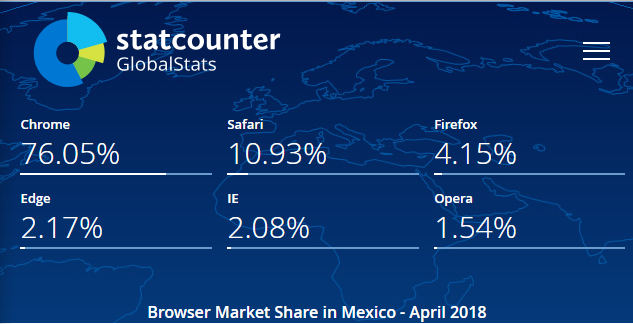 statcounter
GlobalStats
Chrome Safari Firefox
76.05% 10.93% 4.15%
Edge IE Opera
2.17% 2.08% 1.54%
Browser Market Share in Mexico - April 2018